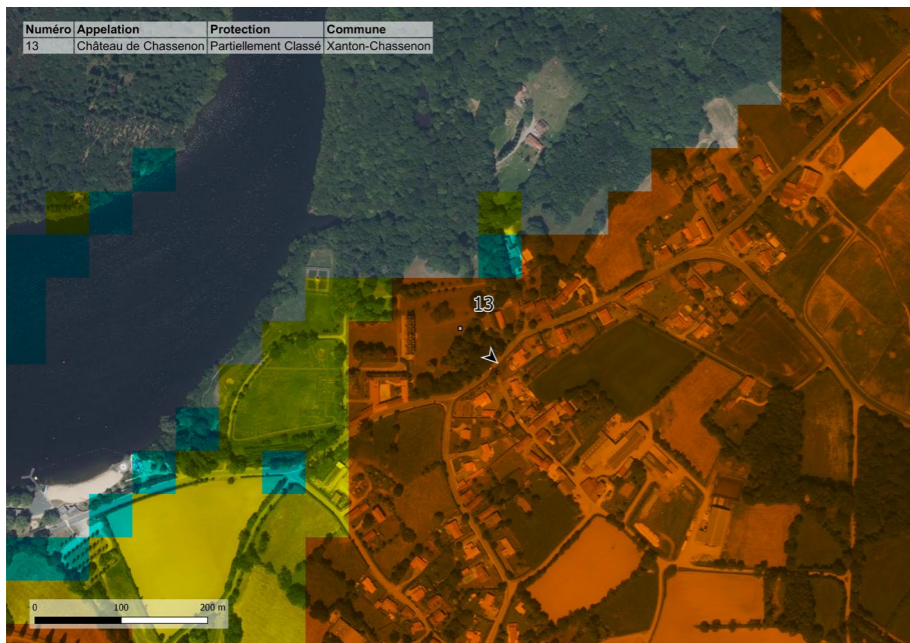 Numéro Appelation Protection Commune
13 Château de Chassenon Partiellement Classé Xanton-Chassenon
13
0 100 200 m